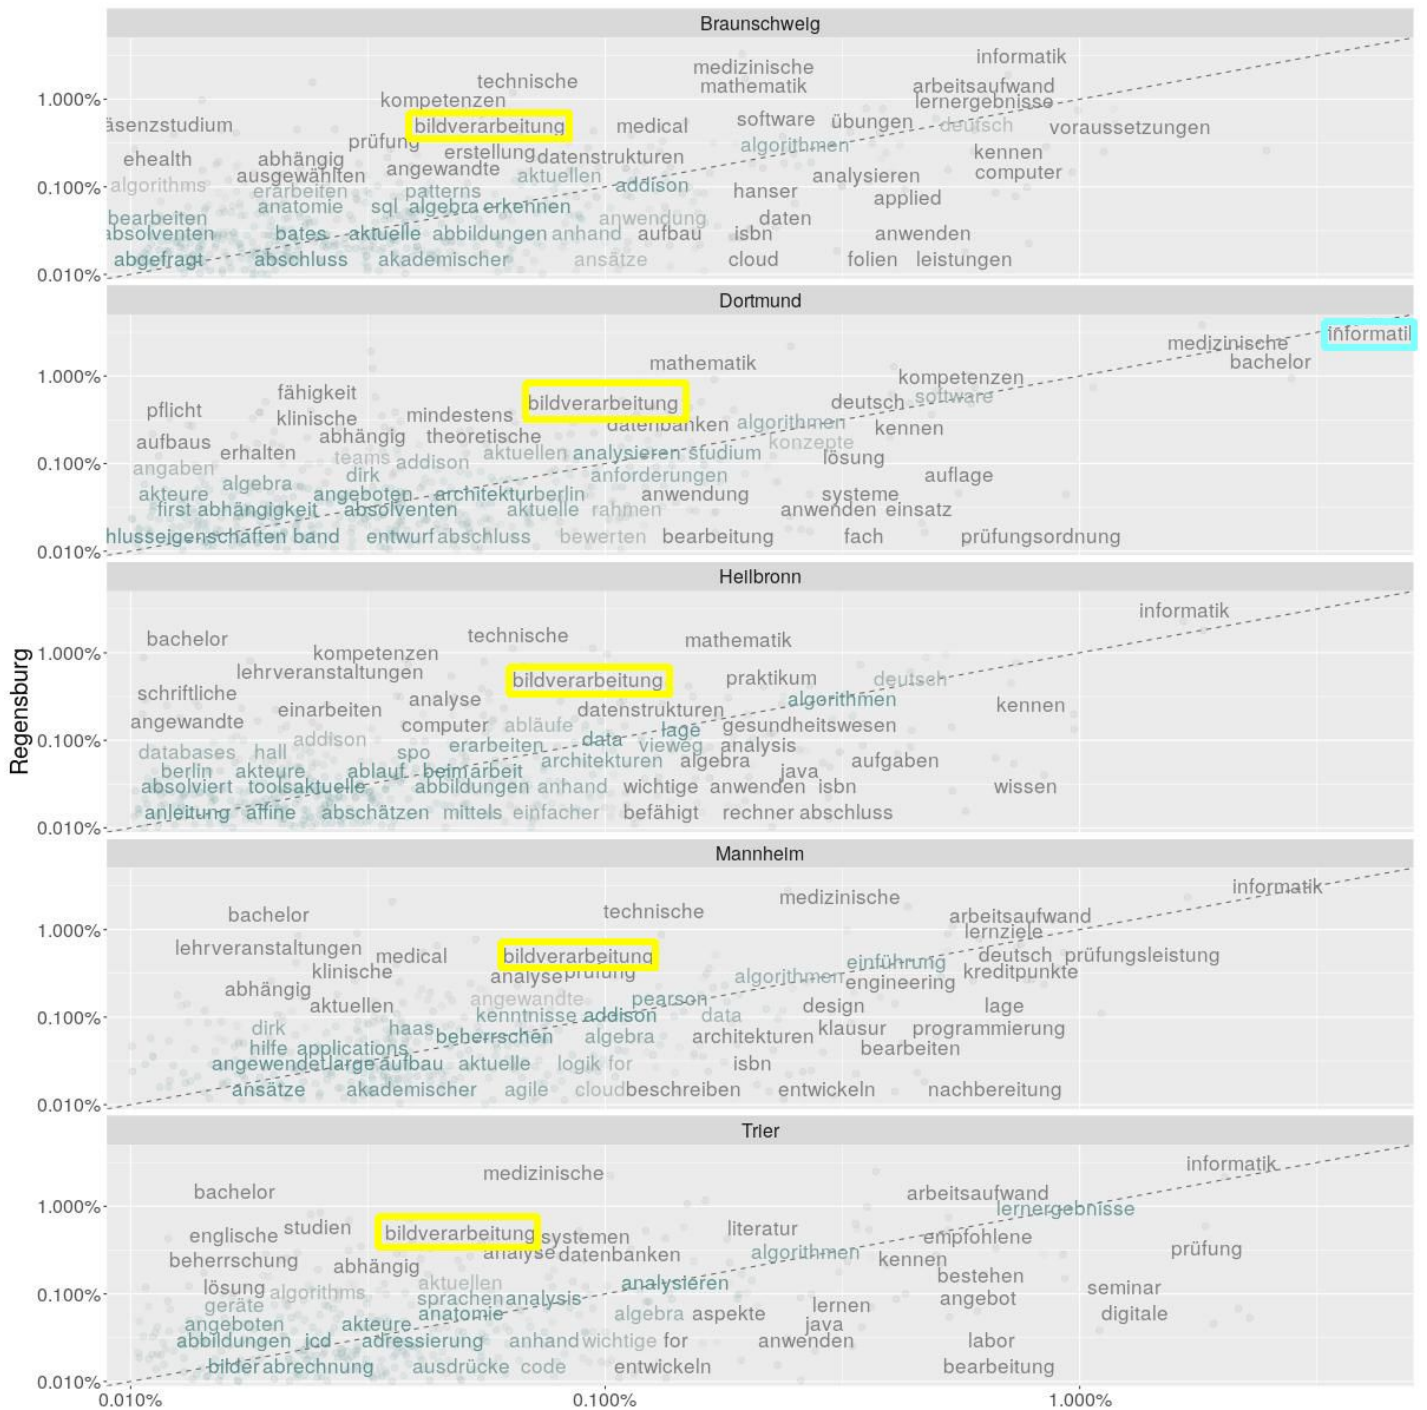 Braunschweig
informatik
medizinische
technische
mathematik
arbeitsaufwand
1.000%
kompetenzen
lernergebnisse
äsenzstudium
bildverarbeitung
medical
software
übungen
deutsch
voraussetzungen
prüfung
algorithmen
ehealth
abhängig
erstellung
datenstrukturen
kennen
ausgewählten
angewandte
aktuellen
analysieren
computer
0.100%
algorithms
erarbeiten
patterns
addison
hanser
applied
anatomie
sql
algebra
erkennen
bearbeiten
anwendung
daten
absolventen
bates
aktuelle
abbildungen
anhand
aufbau
isbn
anwenden
abgefragt
abschluss
akademischer
ansätze
cloud
folien
leistungen
0.010%
Dortmund
informatil
medizinische
mathematik
bachelor
1.000%
kompetenzen
fähigkeit
software
pflicht
bildverarbeitung
deutsch
klinische
mindestens
datenbanken
algorithmen
kennen
aufbaus
abhängig
theoretische
konzepte
erhalten
teams
addison
aktuellen
analysieren
studium
lösung
0.100%
angaben
dirk
anforderungen
auflage
algebra
akteure
angeboten
architektur
berlin
anwendung
systeme
first
abhängigkeit
absolventen
aktuelle
rahmen
anwenden
einsatz
hlusseigenschaften
band
entwurf
abschluss
bewerten
bearbeitung
fach
prüfungsordnung
0.010%
Heilbronn
informatik
bachelor
technische
mathematik
1.000%
kompetenzen
lehrveranstaltungen
bildverarbeitung
praktikum
deutsch
schriftliche
analyse
algorithmen
einarbeiten
datenstrukturen
kennen
angewandte
computer
abläufe
lage
gesundheitswesen
0.100%
addison
erarbeiten
data
vieweg
analysis
databases
hall
spo
architekturen
algebra
aufgaben
berlin
akteure
ablauf
beim
arbeit
java
absolviert
tools
aktuelle
abbildungen
anhand
wichtige
anwenden
isbn
wissen
anleitung
affine
abschätzen
mittels
einfacher
befähigt
rechner
abschluss
0.010%
Regensburg
Mannheim
informatik
medizinische
bachelor
technische
arbeitsaufwand
1.000%
lernziele
lehrveranstaltungen
medical
bildverarbeitung
deutsch
prüfungsleistung
klinische
analyse
prüfung
algorithmen
einführung
kreditpunkte
abhängig
engineering
aktuellen
angewandte
pearson
design
lage
0.100%
kenntnisse
addison
data
dirk
haas
beherrschen
algebra
architekturen
klausur
programmierung
hilfe
applications
bearbeiten
angewendet
large
aufbau
aktuelle
logik
for
isbn
ansätze
akademischer
agile
cloud
beschreiben
entwickeln
nachbereitung
0.010%
Trier
informatik
medizinische
bachelor
arbeitsaufwand
1.000%
lernergebnisse
englische
studien
bildverarbeitung
systemen
literatur
empfohlene
prüfung
beherrschung
abhängig
analyse
datenbanken
algorithmen
kennen
lösung
algorithms
aktuellen
analysieren
bestehen
seminar
0.100%
geräte
sprachen
analysis
lernen
angebot
anatomie
algebra
aspekte
digitale
angeboten
akteure
java
abbildungen
icd
adressierung
anhand
wichtige
for
anwenden
labor
bilder
abrechnung
ausdrücke
code
entwickeln
bearbeitung
0.010%
0.010%
0.100%
1.000%